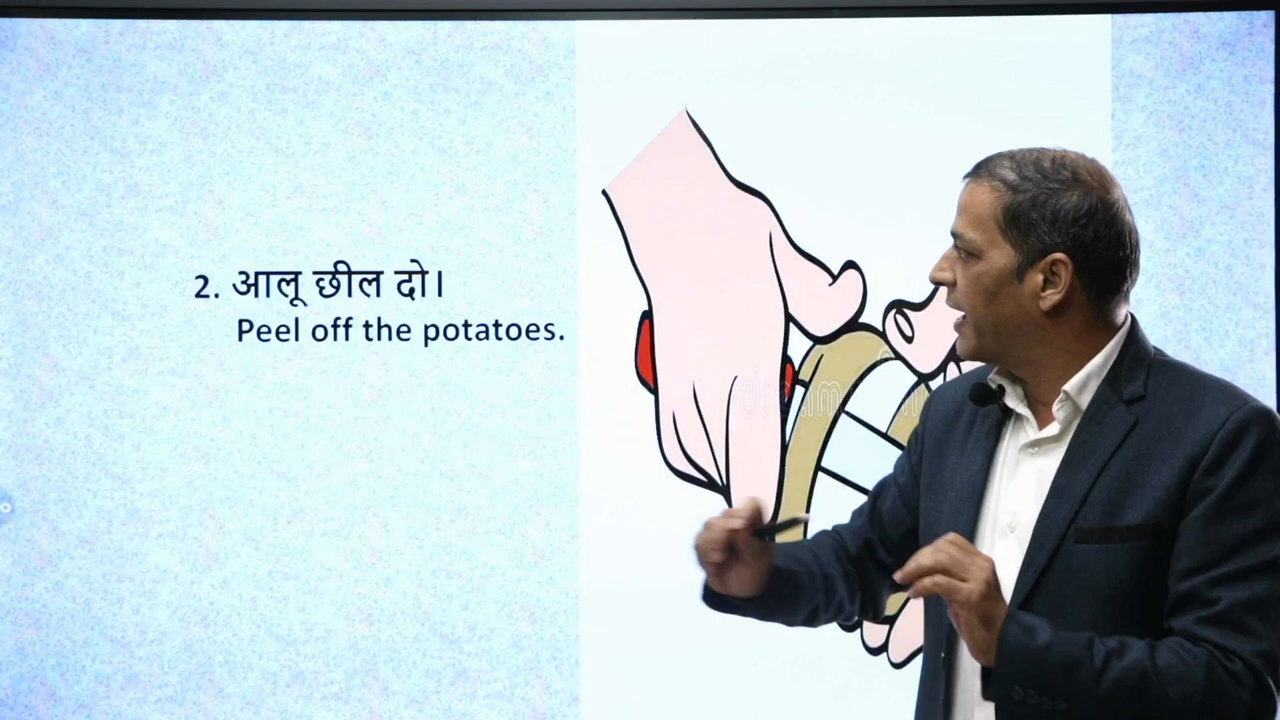 2. आलू छील दो।
Peel off the potatoes.